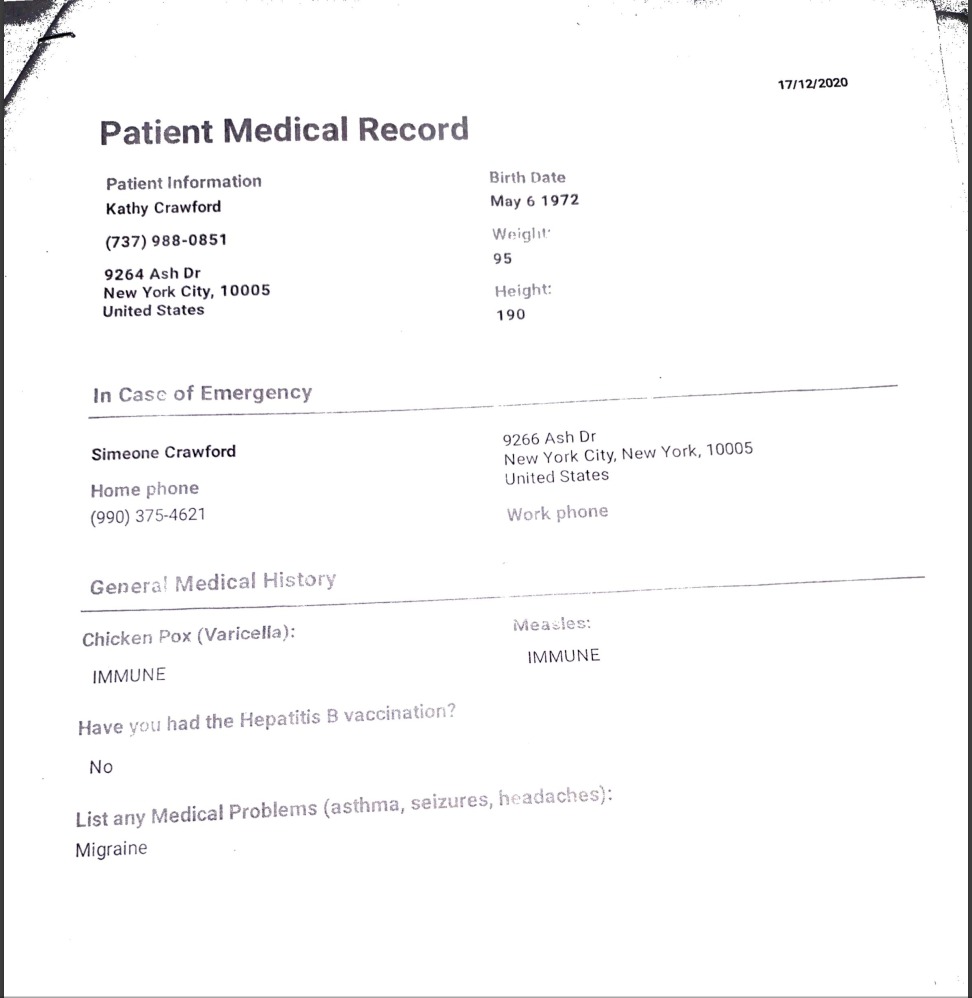 17/12/2020
Patient Medical Record
Patient Information
Kathy Crawford
(737) 988-0851
9264 Ash Dr
New York City, 10005
United States
Birth Date
May 6 1972
Weight:
95
Height:
190
In Case of Emergency
Simeone Crawford
Home phone
(990) 375-4621
9266 Ash Dr
New York City, New York, 10005
United States
Work phone
General Medical History
Chicken Pox (Varicella):
IMMUNE
Measles:
IMMUNE
Have you had the Hepatitis B vaccination?
No
List any Medical Problems (asthma, seizures, headaches):
Migraine